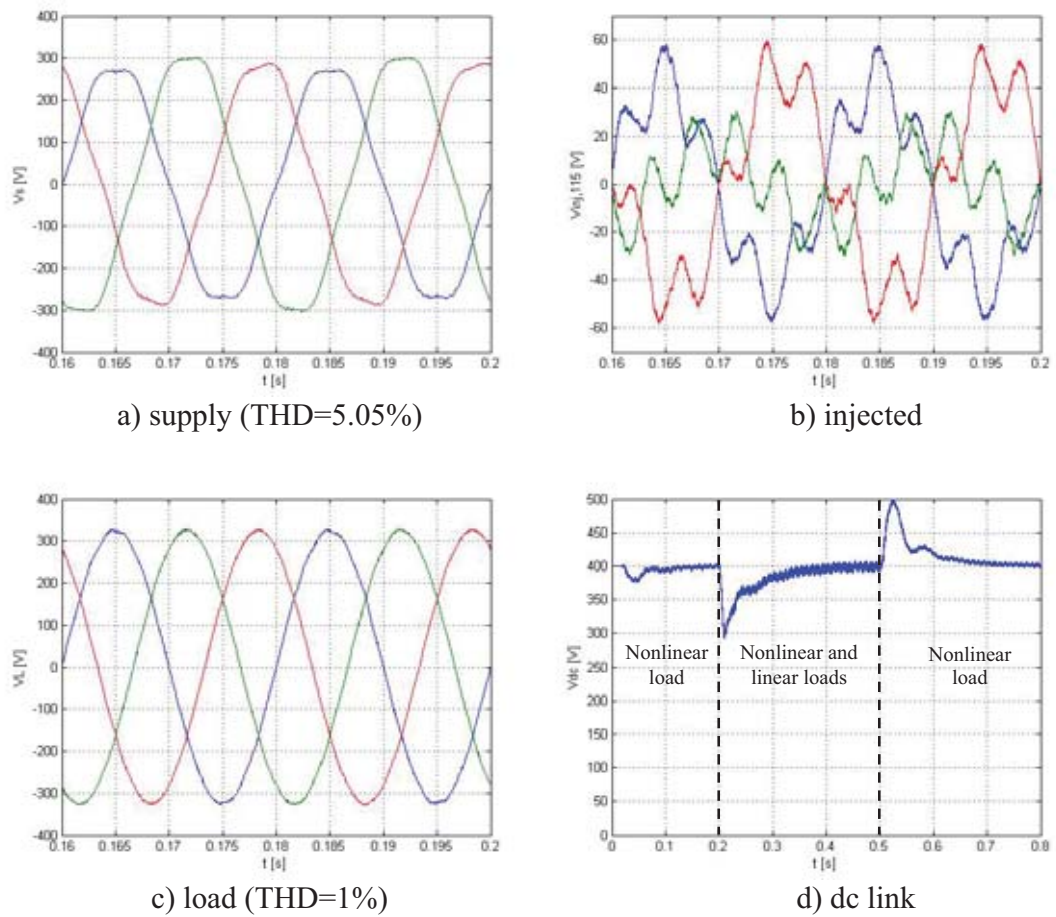 400
300
200
100
0
-100
-200
-300
-400
Vs [V]
0.16 0.165 0.17 0.175 0.18 0.185 0.19 0.195 0.2
t [s]
a) supply (THD=5.05%)
60
40
20
0
-20
-40
-60
0.16 0.165 0.17 0.175 0.18 0.185 0.19 0.195 0.2
t [s]
b) injected
400
300
200
100
0
-100
-200
-300
-400
VL [V]
0.16 0.165 0.17 0.175 0.18 0.185 0.19 0.195 0.2
t [s]
c) load (THD=1%)
500
450
400
350
300
250
200
150
100
50
0
Vdc [V]
Nonlinear
load
Nonlinear and
linear loads
Nonlinear
load
0 0.1 0.2 0.3 0.4 0.5 0.6 0.7 0.8
t [s]
d) dc link